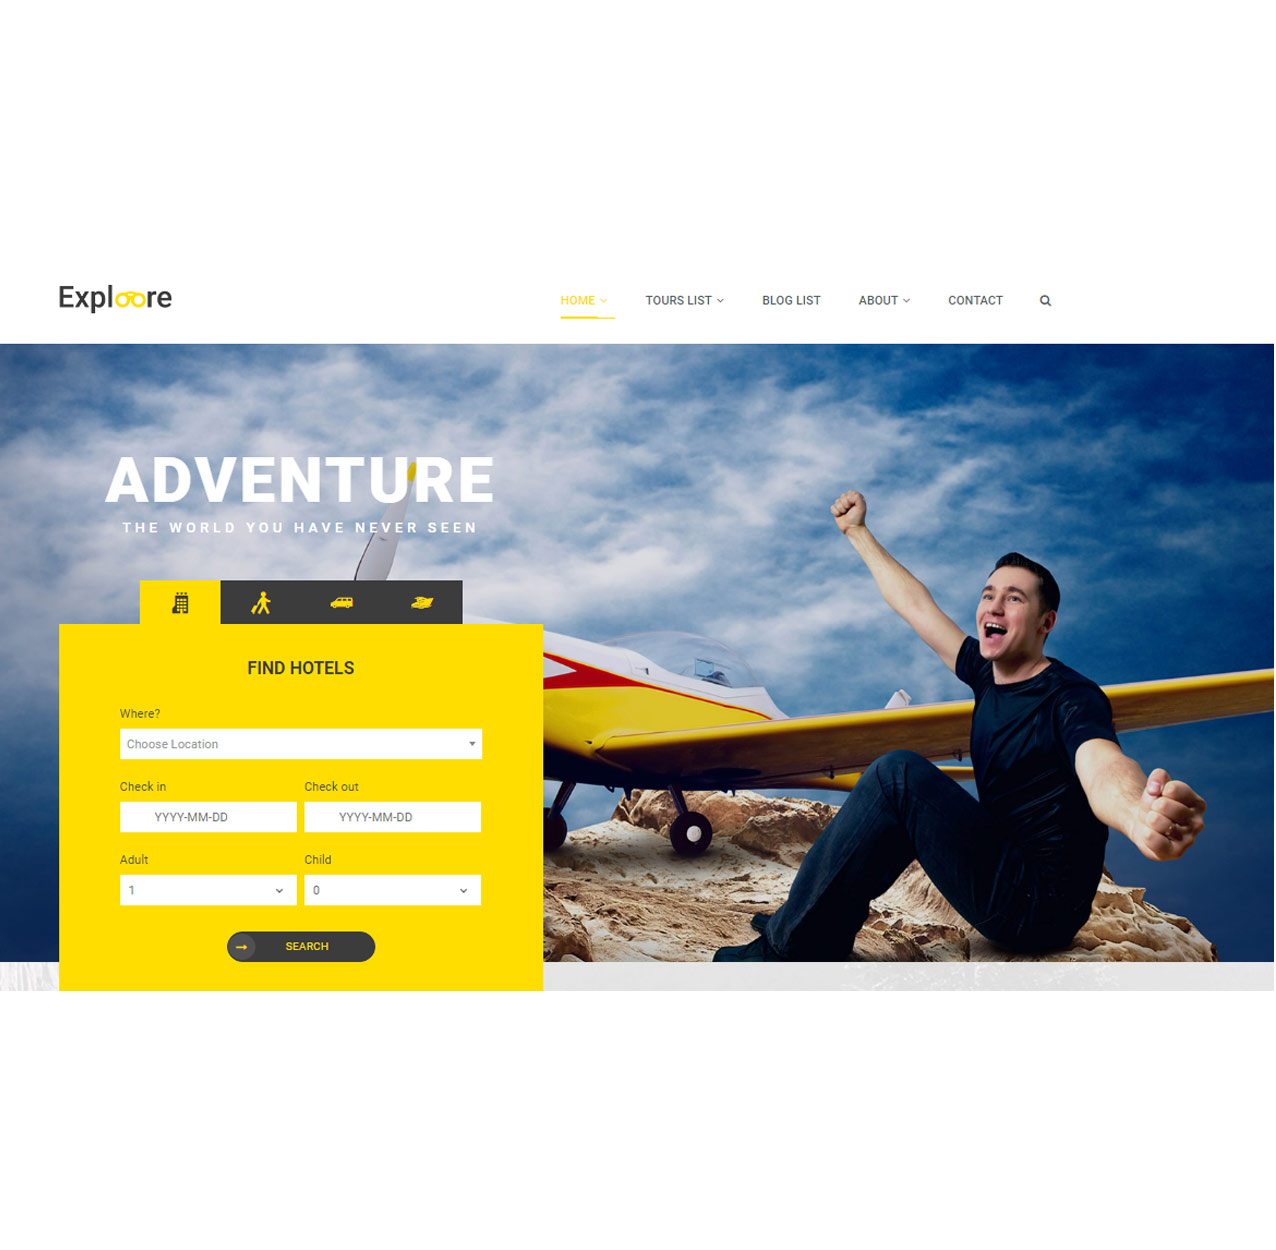 Exploore
HOME TOURS LIST BLOG LIST ABOUT CONTACT
ADVENTURE
THE WORLD YOU HAVE NEVER SEEN
FIND HOTELS
Where?
Choose Location
Check in Check out
YYYY-MM-DD YYYY-MM-DD
Adult Child
1 0
SEARCH